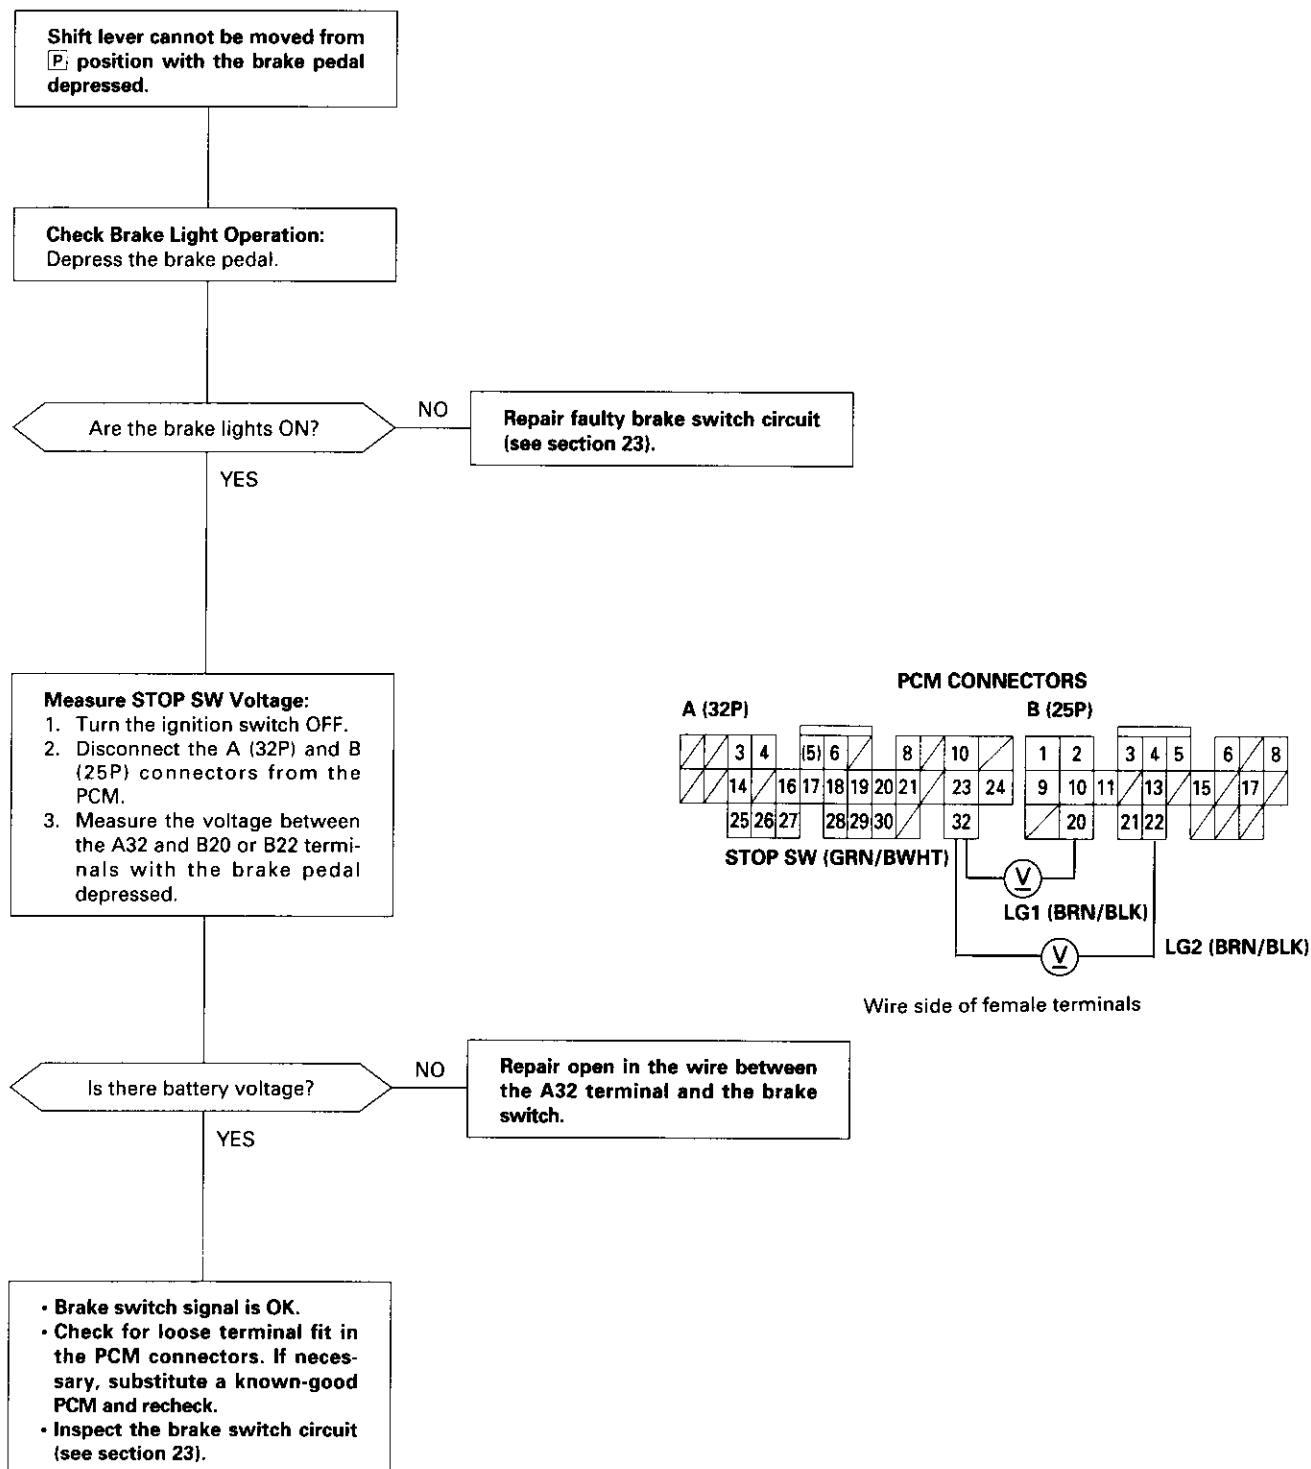 Shift lever cannot be moved from
P position with the brake pedal
depressed.
Check Brake Light Operation:
Depress the brake pedal.
Are the brake lights ON?
NO
Repair faulty brake switch circuit
(see section 23).
YES
Measure STOP SW Voltage:
1. Turn the ignition switch OFF.
2. Disconnect the A (32P) and B
(25P) connectors from the
PCM.
3. Measure the voltage between
the A32 and B20 or B22 termi-
nals with the brake pedal
depressed.
PCM CONNECTORS
A (32P)
B (25P)
3 4 (5) 6 8 10
14 16 17 18 19 20 21 23 24
25 26 27 28 29 30 32
1 2 3 4 5 6 8
9 10 11 13 15 17
20 21 22
STOP SW (GRN/BWHT)
V
LG1 (BRN/BLK)
V
LG2 (BRN/BLK)
Wire side of female terminals
Is there battery voltage?
NO
Repair open in the wire between
the A32 terminal and the brake
switch.
YES
• Brake switch signal is OK.
• Check for loose terminal fit in
the PCM connectors. If neces-
sary, substitute a known-good
PCM and recheck.
• Inspect the brake switch circuit
(see section 23).